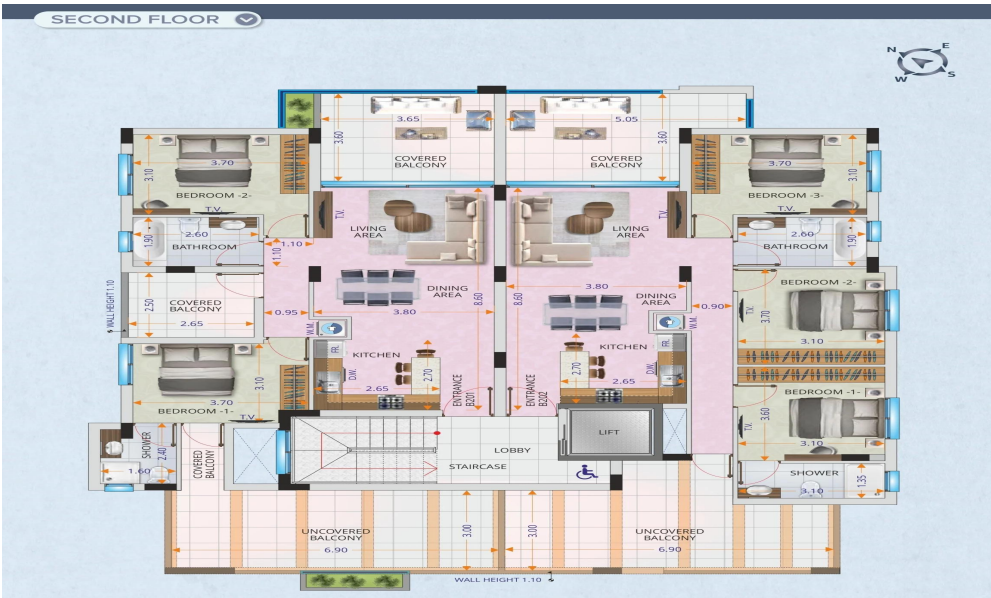 SECOND FLOOR
N E
W S
3.65
5.05
3.60
3.60
COVERED
BALCONY
COVERED
BALCONY
3.70
3.10
BEDROOM -2-
T.V.
3.70
3.10
BEDROOM -3-
T.V.
T.V.
LIVING
AREA
LIVING
AREA
T.V.
2.60
1.90
BATHROOM
1.10
1.10
2.60
1.90
BATHROOM
WALL HEIGHT 1.10
2.50
COVERED
BALCONY
2.65
0.95
DINING
AREA
3.80
8.60
8.60
3.80
DINING
AREA
0.90
BEDROOM -2-
T.V.
3.70
3.10
W.M.
FR.
KITCHEN
D.W.
2.65
2.70
W.M.
FR.
KITCHEN
D.W.
2.65
2.70
3.10
3.70
BEDROOM -1-
T.V.
ENTRANCE
B201
ENTRANCE
B202
BEDROOM -1-
T.V.
3.60
3.10
SHOWER
2.40
1.60
COVERED
BALCONY
LIFT
LOBBY
STAIRCASE
SHOWER
3.10
1.35
UNCOVERED
BALCONY
6.90
3.00
3.00
UNCOVERED
BALCONY
6.90
WALL HEIGHT 1.10